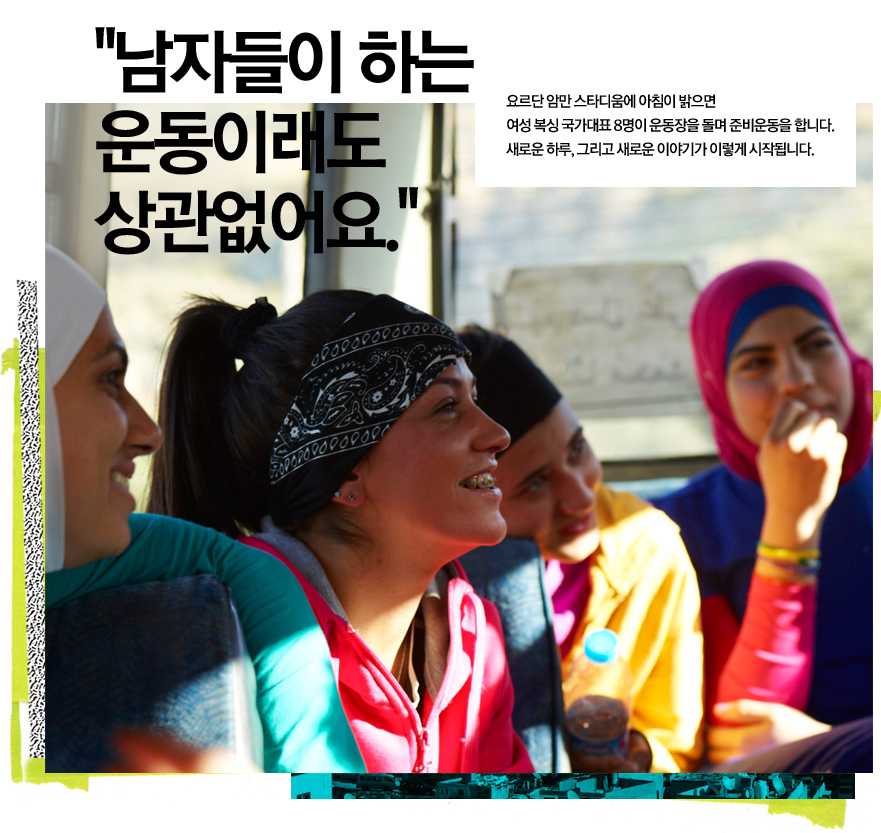 "남자들이 하는
운동이래도
상관없어요."
요르단 암만 스타디움에 아침이 밝으면
여성 복싱 국가대표 8명이 운동장을 돌며 준비운동을 합니다.
새로운 하루, 그리고 새로운 이야기가 이렇게 시작됩니다.